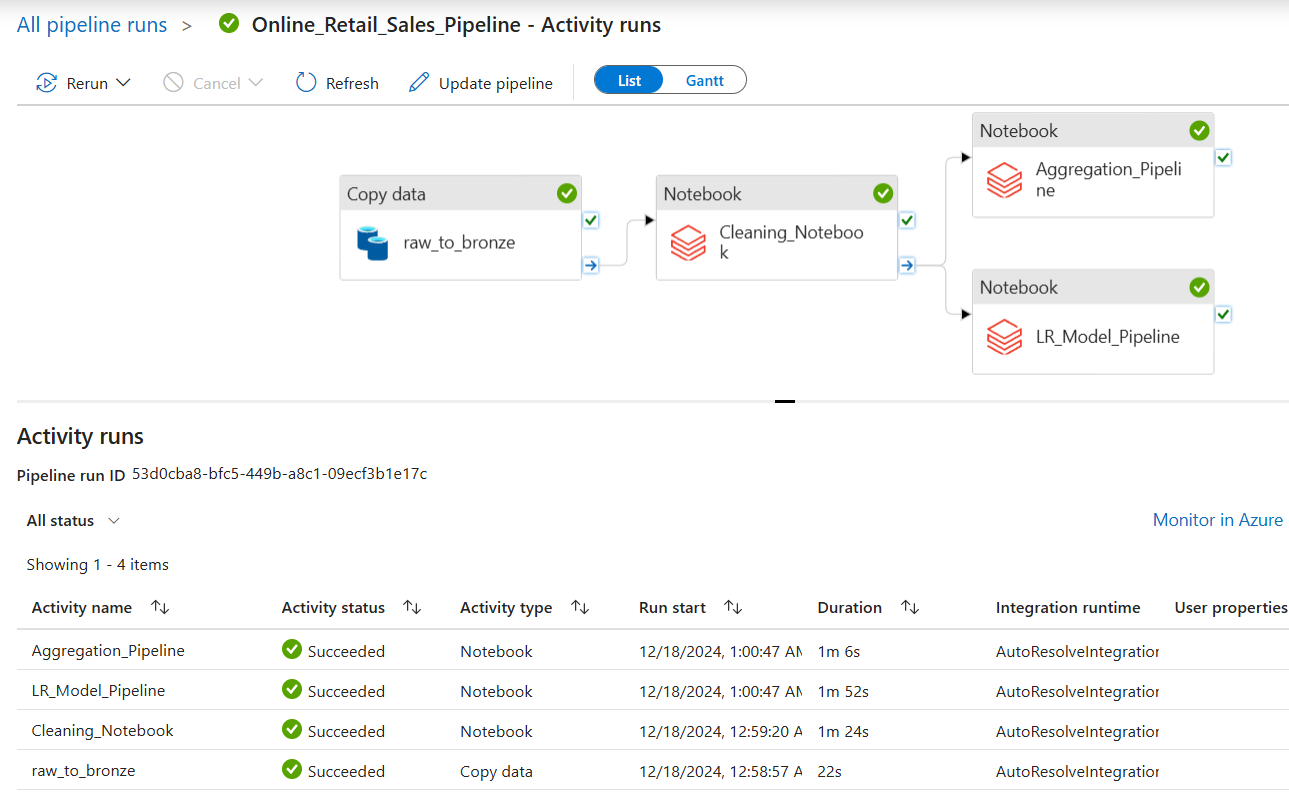 All pipeline runs > Online_Retail_Sales_Pipeline - Activity runs
Rerun Cancel Refresh Update pipeline List Gantt
Copy data
raw_to_bronze
Notebook
Cleaning_Noteboo
k
Notebook
Aggregation_Pipeli
ne
Notebook
LR_Model_Pipeline
Activity runs
Pipeline run ID 53d0cba8-bfc5-449b-a8c1-09ecf3b1e17c
All status
Monitor in Azure
Showing 1 - 4 items
Activity name Activity status Activity type Run start Duration Integration runtime User properties
Aggregation_Pipeline Succeeded Notebook 12/18/2024, 1:00:47 AM 1m 6s AutoResolveIntegration
LR_Model_Pipeline Succeeded Notebook 12/18/2024, 1:00:47 AM 1m 52s AutoResolveIntegration
Cleaning_Notebook Succeeded Notebook 12/18/2024, 12:59:20 A 1m 24s AutoResolveIntegration
raw_to_bronze Succeeded Copy data 12/18/2024, 12:58:57 A 22s AutoResolveIntegration